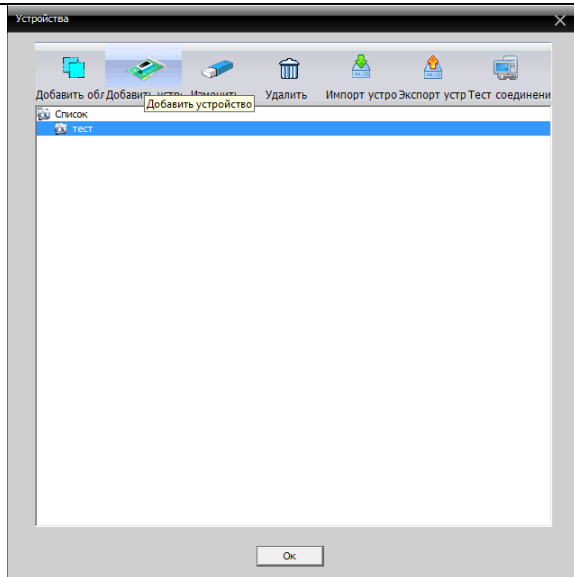 Устройства
Добавить обл Добавить устр Изменить Удалить Импорт устро Экспорт устр Тест соединени
Добавить устройство
Список
тест
Ок